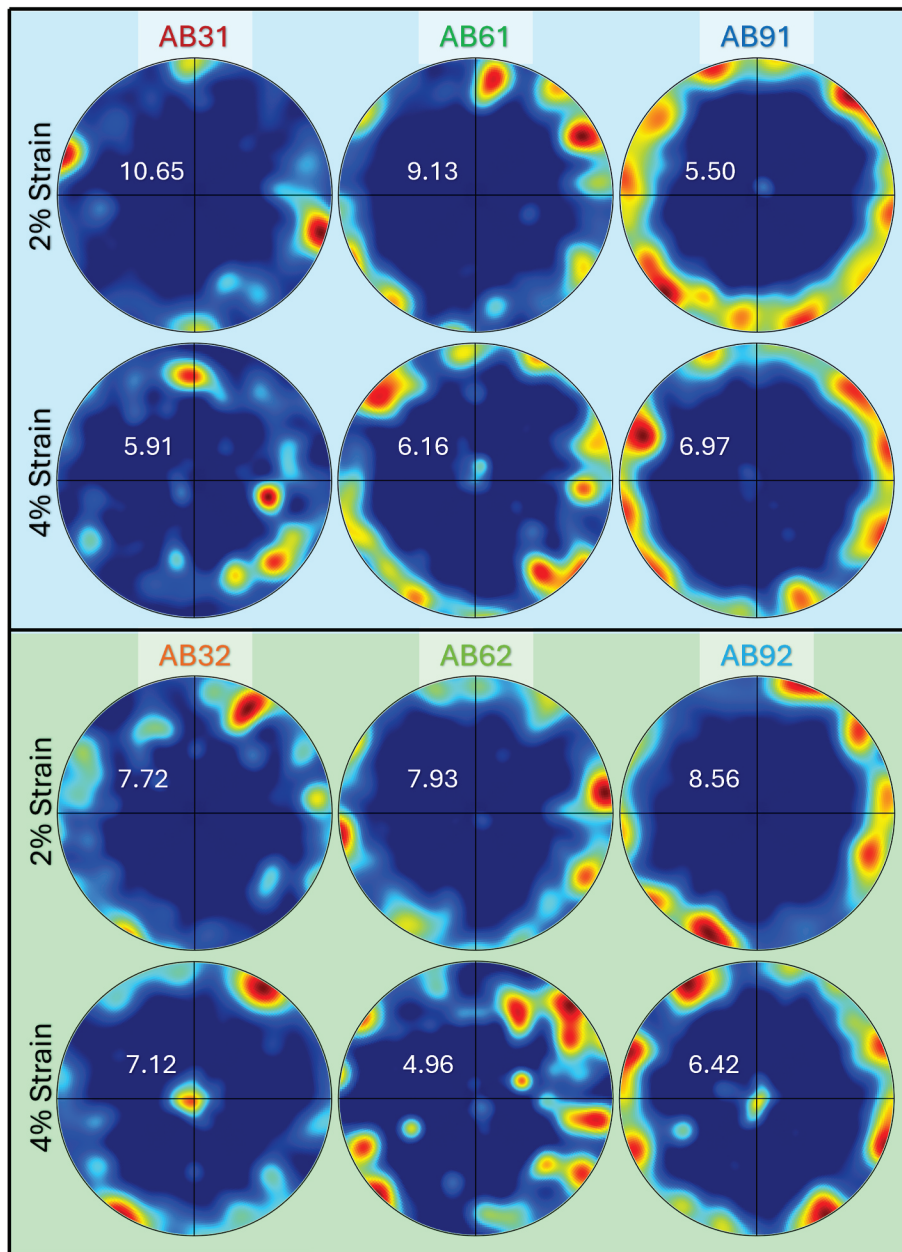 AB31 AB61 AB91
2% Strain
10.65 9.13 5.50
4% Strain
5.91 6.16 6.97
AB32 AB62 AB92
2% Strain
7.72 7.93 8.56
4% Strain
7.12 4.96 6.42